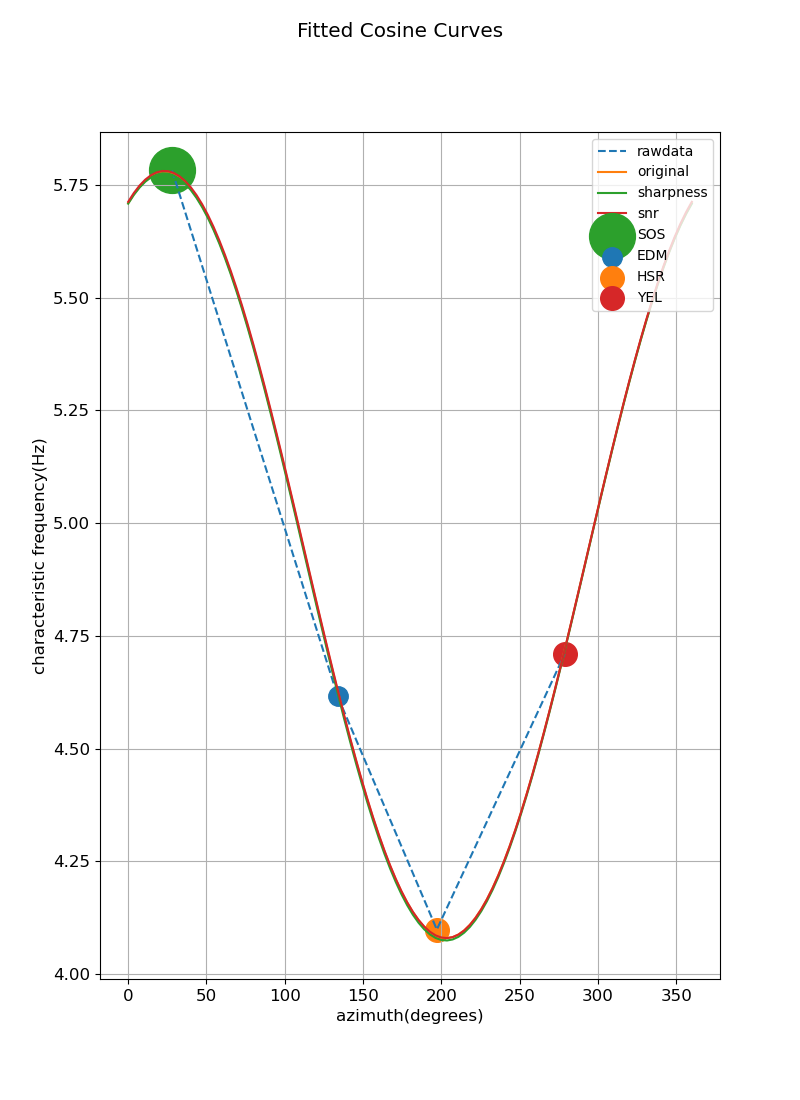 Fitted Cosine Curves
rawdata
original
sharpness
snr
SOS
EDM
HSR
YEL
characteristic frequency(Hz)
5.75
5.50
5.25
5.00
4.75
4.50
4.25
4.00
0 50 100 150 200 250 300 350
azimuth(degrees)